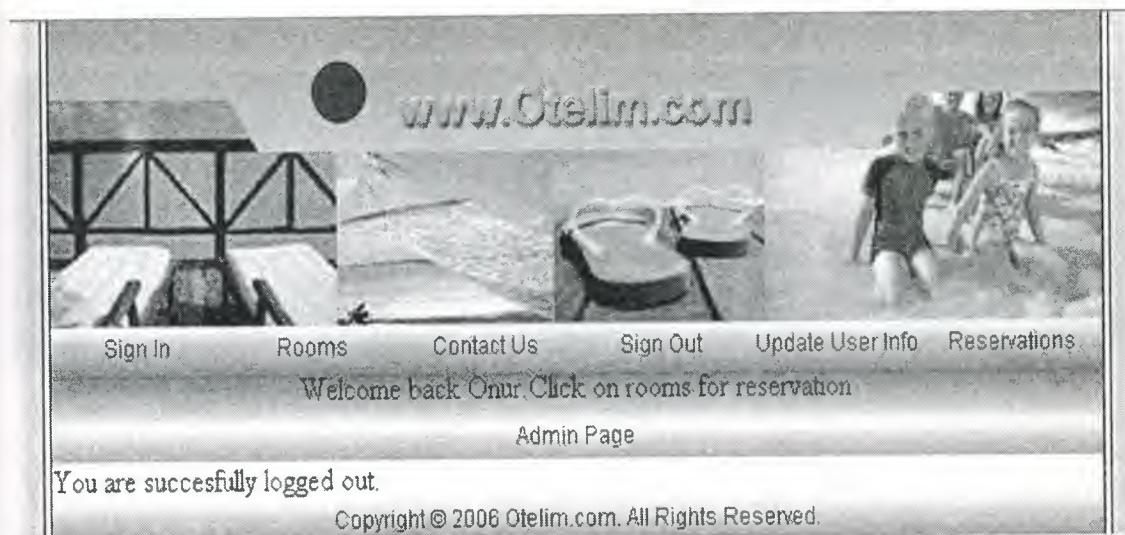 www.Otelim.com
Sign In Rooms Contact Us Sign Out Update User Info Reservations
Welcome back Onur.Click on rooms for reservation
Admin Page
You are succesfully logged out.
Copyright © 2006 Otelim.com. All Rights Reserved.